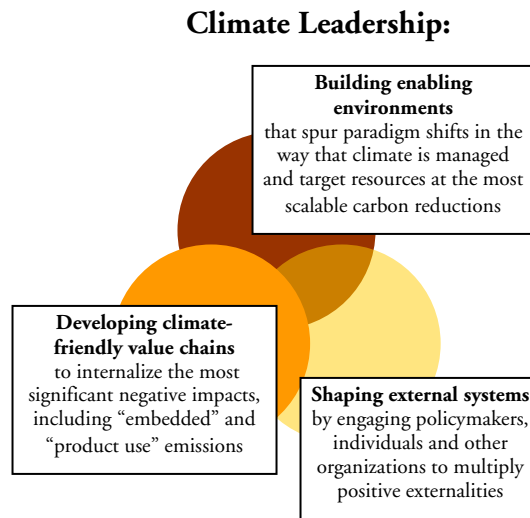 Climate Leadership:
Building enabling
environments
that spur paradigm shifts in the
way that climate is managed
and target resources at the most
scalable carbon reductions
Developing climate-
friendly value chains
to internalize the most
significant negative impacts,
including “embedded” and
“product use” emissions
Shaping external systems
by engaging policymakers,
individuals and other
organizations to multiply
positive externalities